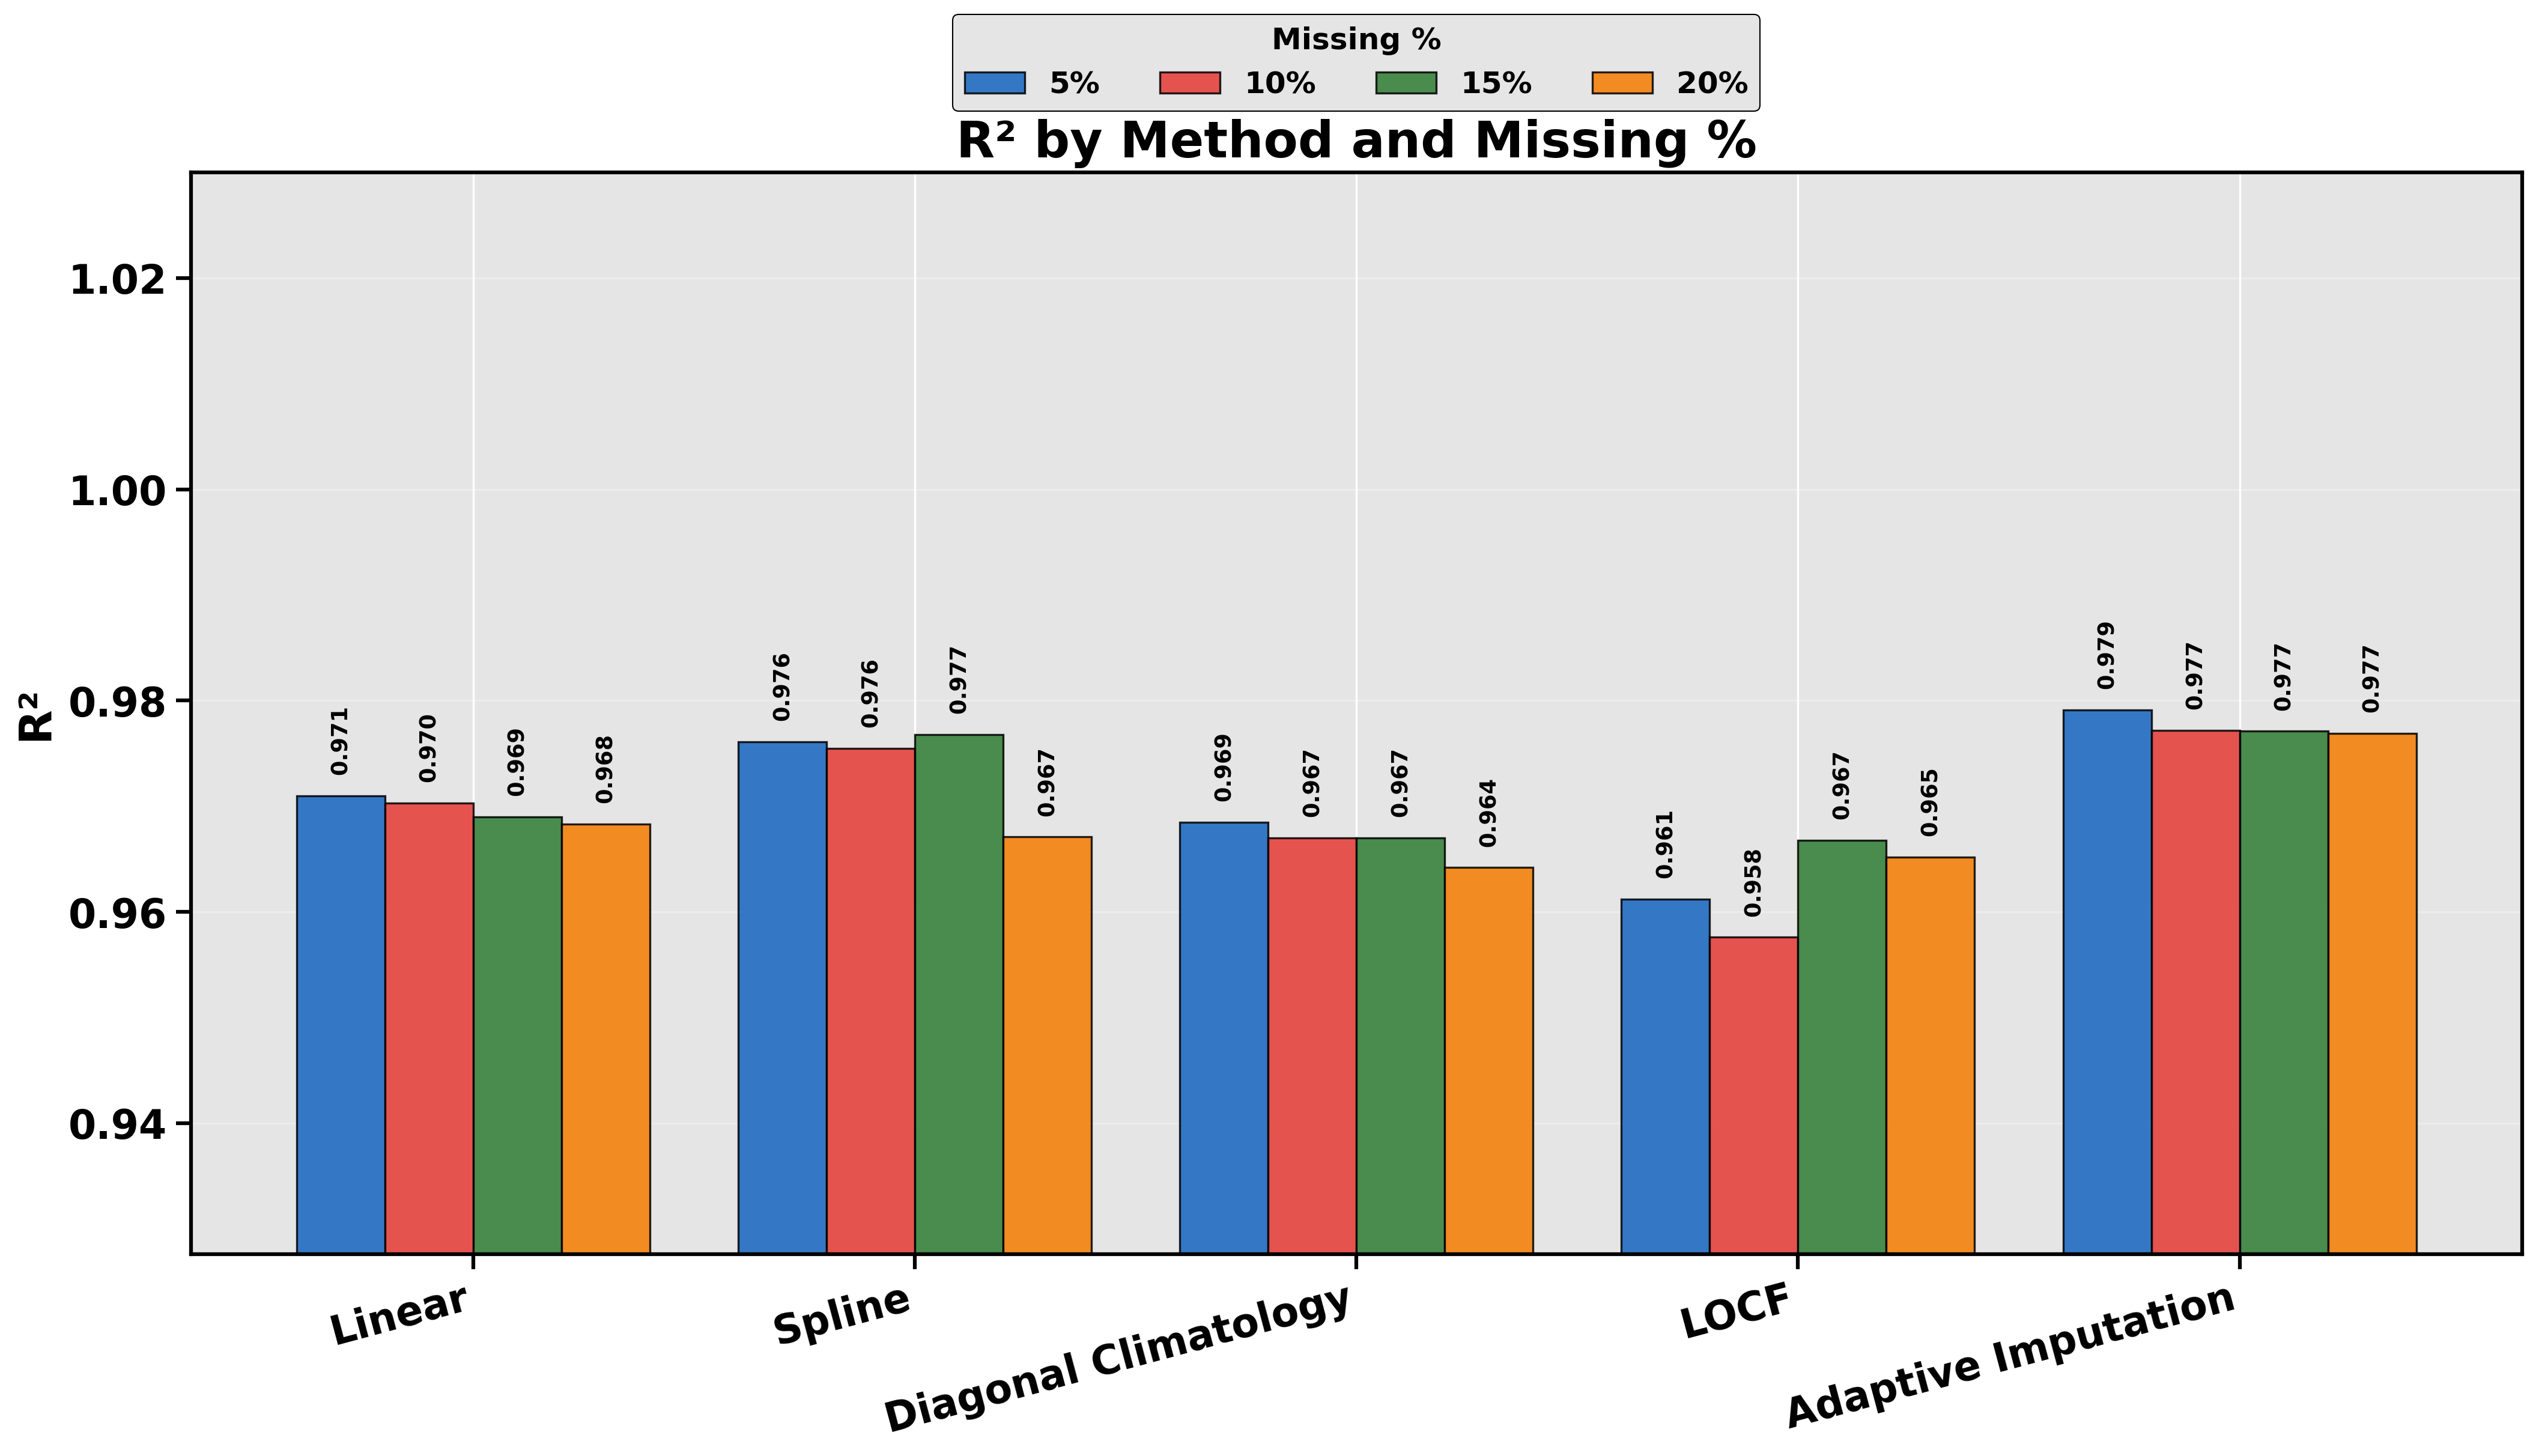 Missing %
5% 10% 15% 20%
R² by Method and Missing %
R²
1.02
1.00
0.98
0.96
0.94
0.971 0.970 0.969 0.968
0.976 0.976 0.977 0.967
0.969 0.967 0.967 0.964
0.961 0.958 0.967 0.965
0.979 0.977 0.977 0.977
Linear
Spline
Diagonal Climatology
LOCF
Adaptive Imputation